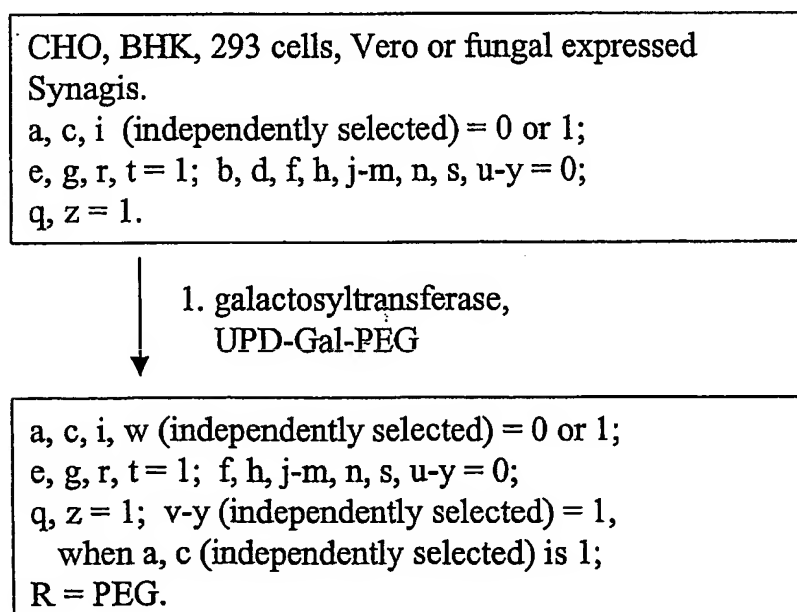 CHO, BHK, 293 cells, Vero or fungal expressed
Synagis.
a, c, i (independently selected) = 0 or 1;
e, g, r, t = 1; b, d, f, h, j-m, n, s, u-y = 0;
q, z = 1.
1. galactosyltransferase,
UPD-Gal-PEG
a, c, i, w (independently selected) = 0 or 1;
e, g, r, t = 1; f, h, j-m, n, s, u-y = 0;
q, z = 1; v-y (independently selected) = 1,
when a, c (independently selected) is 1;
R = PEG.